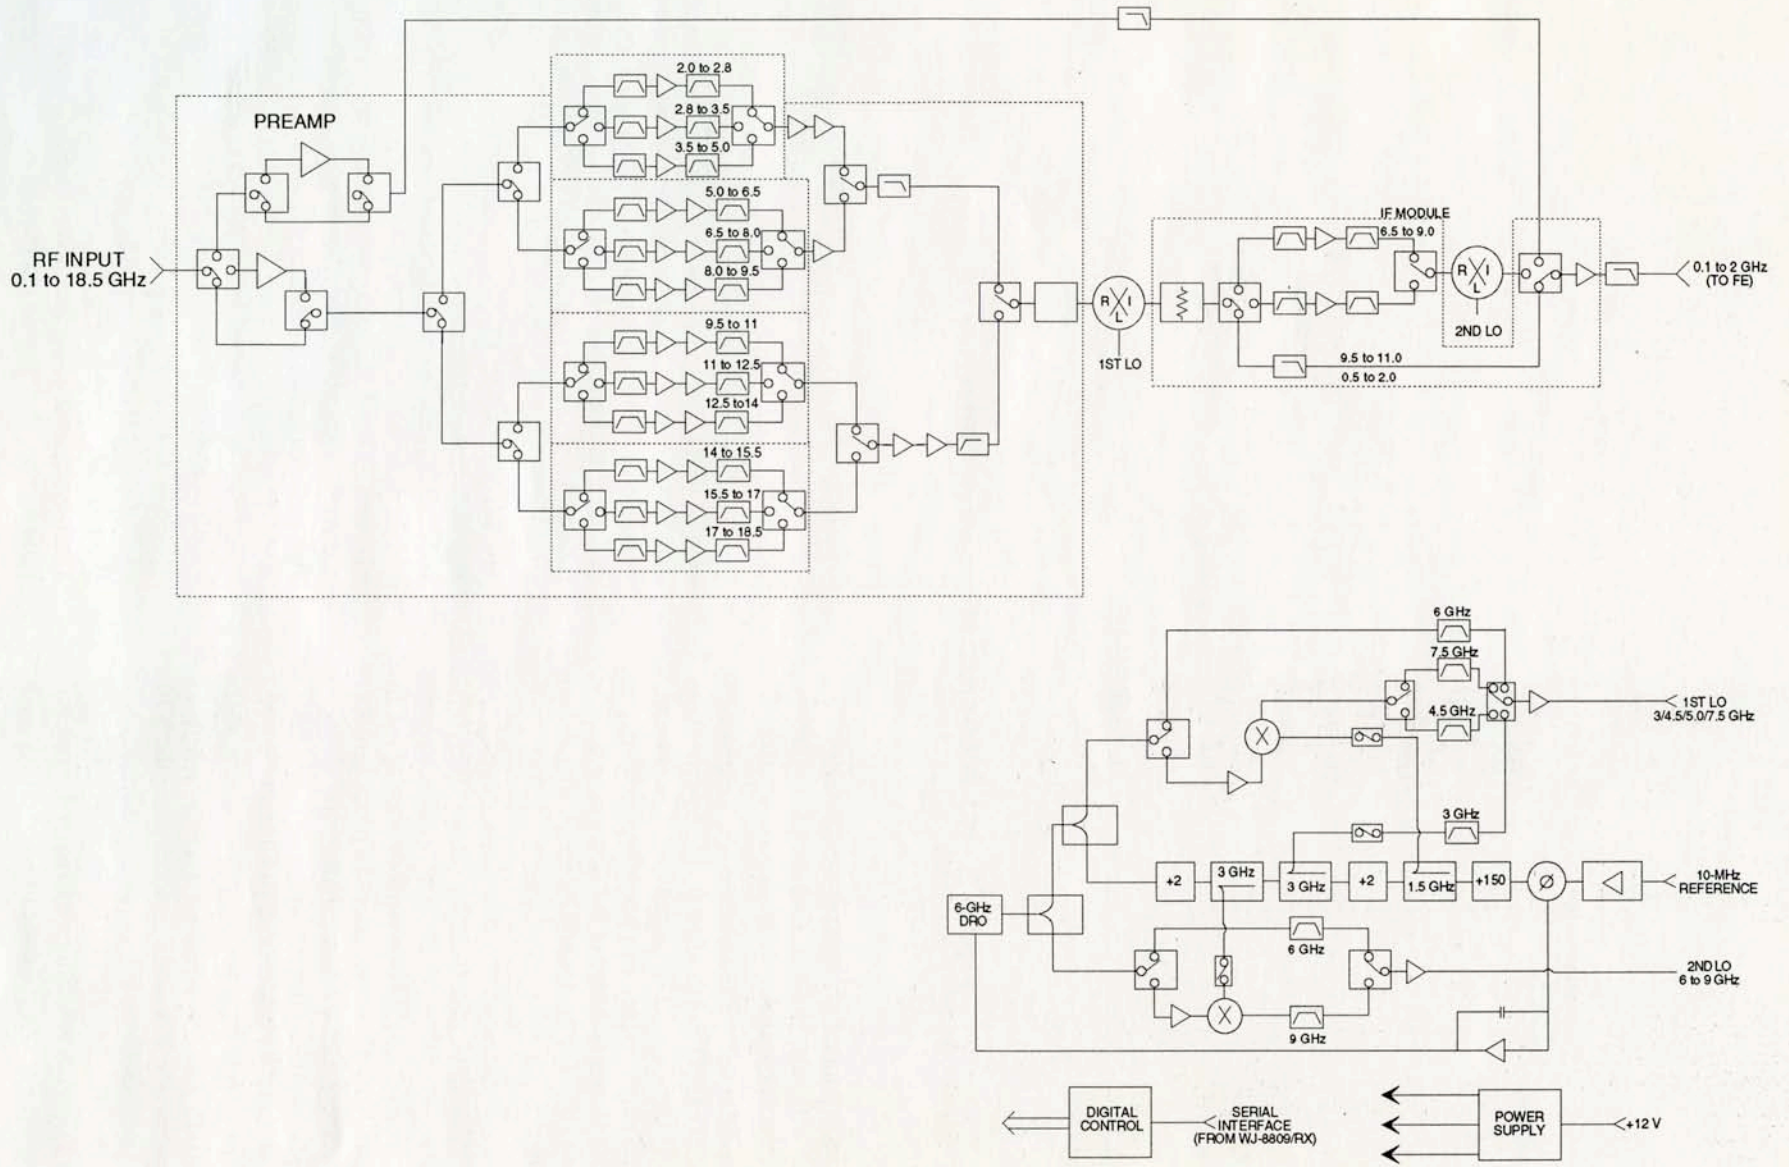 PREAMP
RF INPUT
0.1 to 18.5 GHz
2.0 to 2.8
2.8 to 3.5
3.5 to 5.0
5.0 to 6.5
6.5 to 8.0
8.0 to 9.5
9.5 to 11
11 to 12.5
12.5 to14
14 to 15.5
15.5 to 17
17 to 18.5
R
I
L
1ST LO
IF MODULE
6.5 to 9.0
R
I
L
2ND LO
9.5 to 11.0
0.5 to 2.0
0.1 to 2 GHz
(TO FE)
6 GHz
7.5 GHz
4.5 GHz
X
1ST LO
3/4.5/5.0/7.5 GHz
3 GHz
+2
3 GHz
3 GHz
+2
1.5 GHz
+150
Ø
10-MHz
REFERENCE
6-GHz
DRO
6 GHz
X
9 GHz
2ND LO
6 to 9 GHz
DIGITAL
CONTROL
SERIAL
INTERFACE
(FROM WJ-8809/RX)
POWER
SUPPLY
+12 V